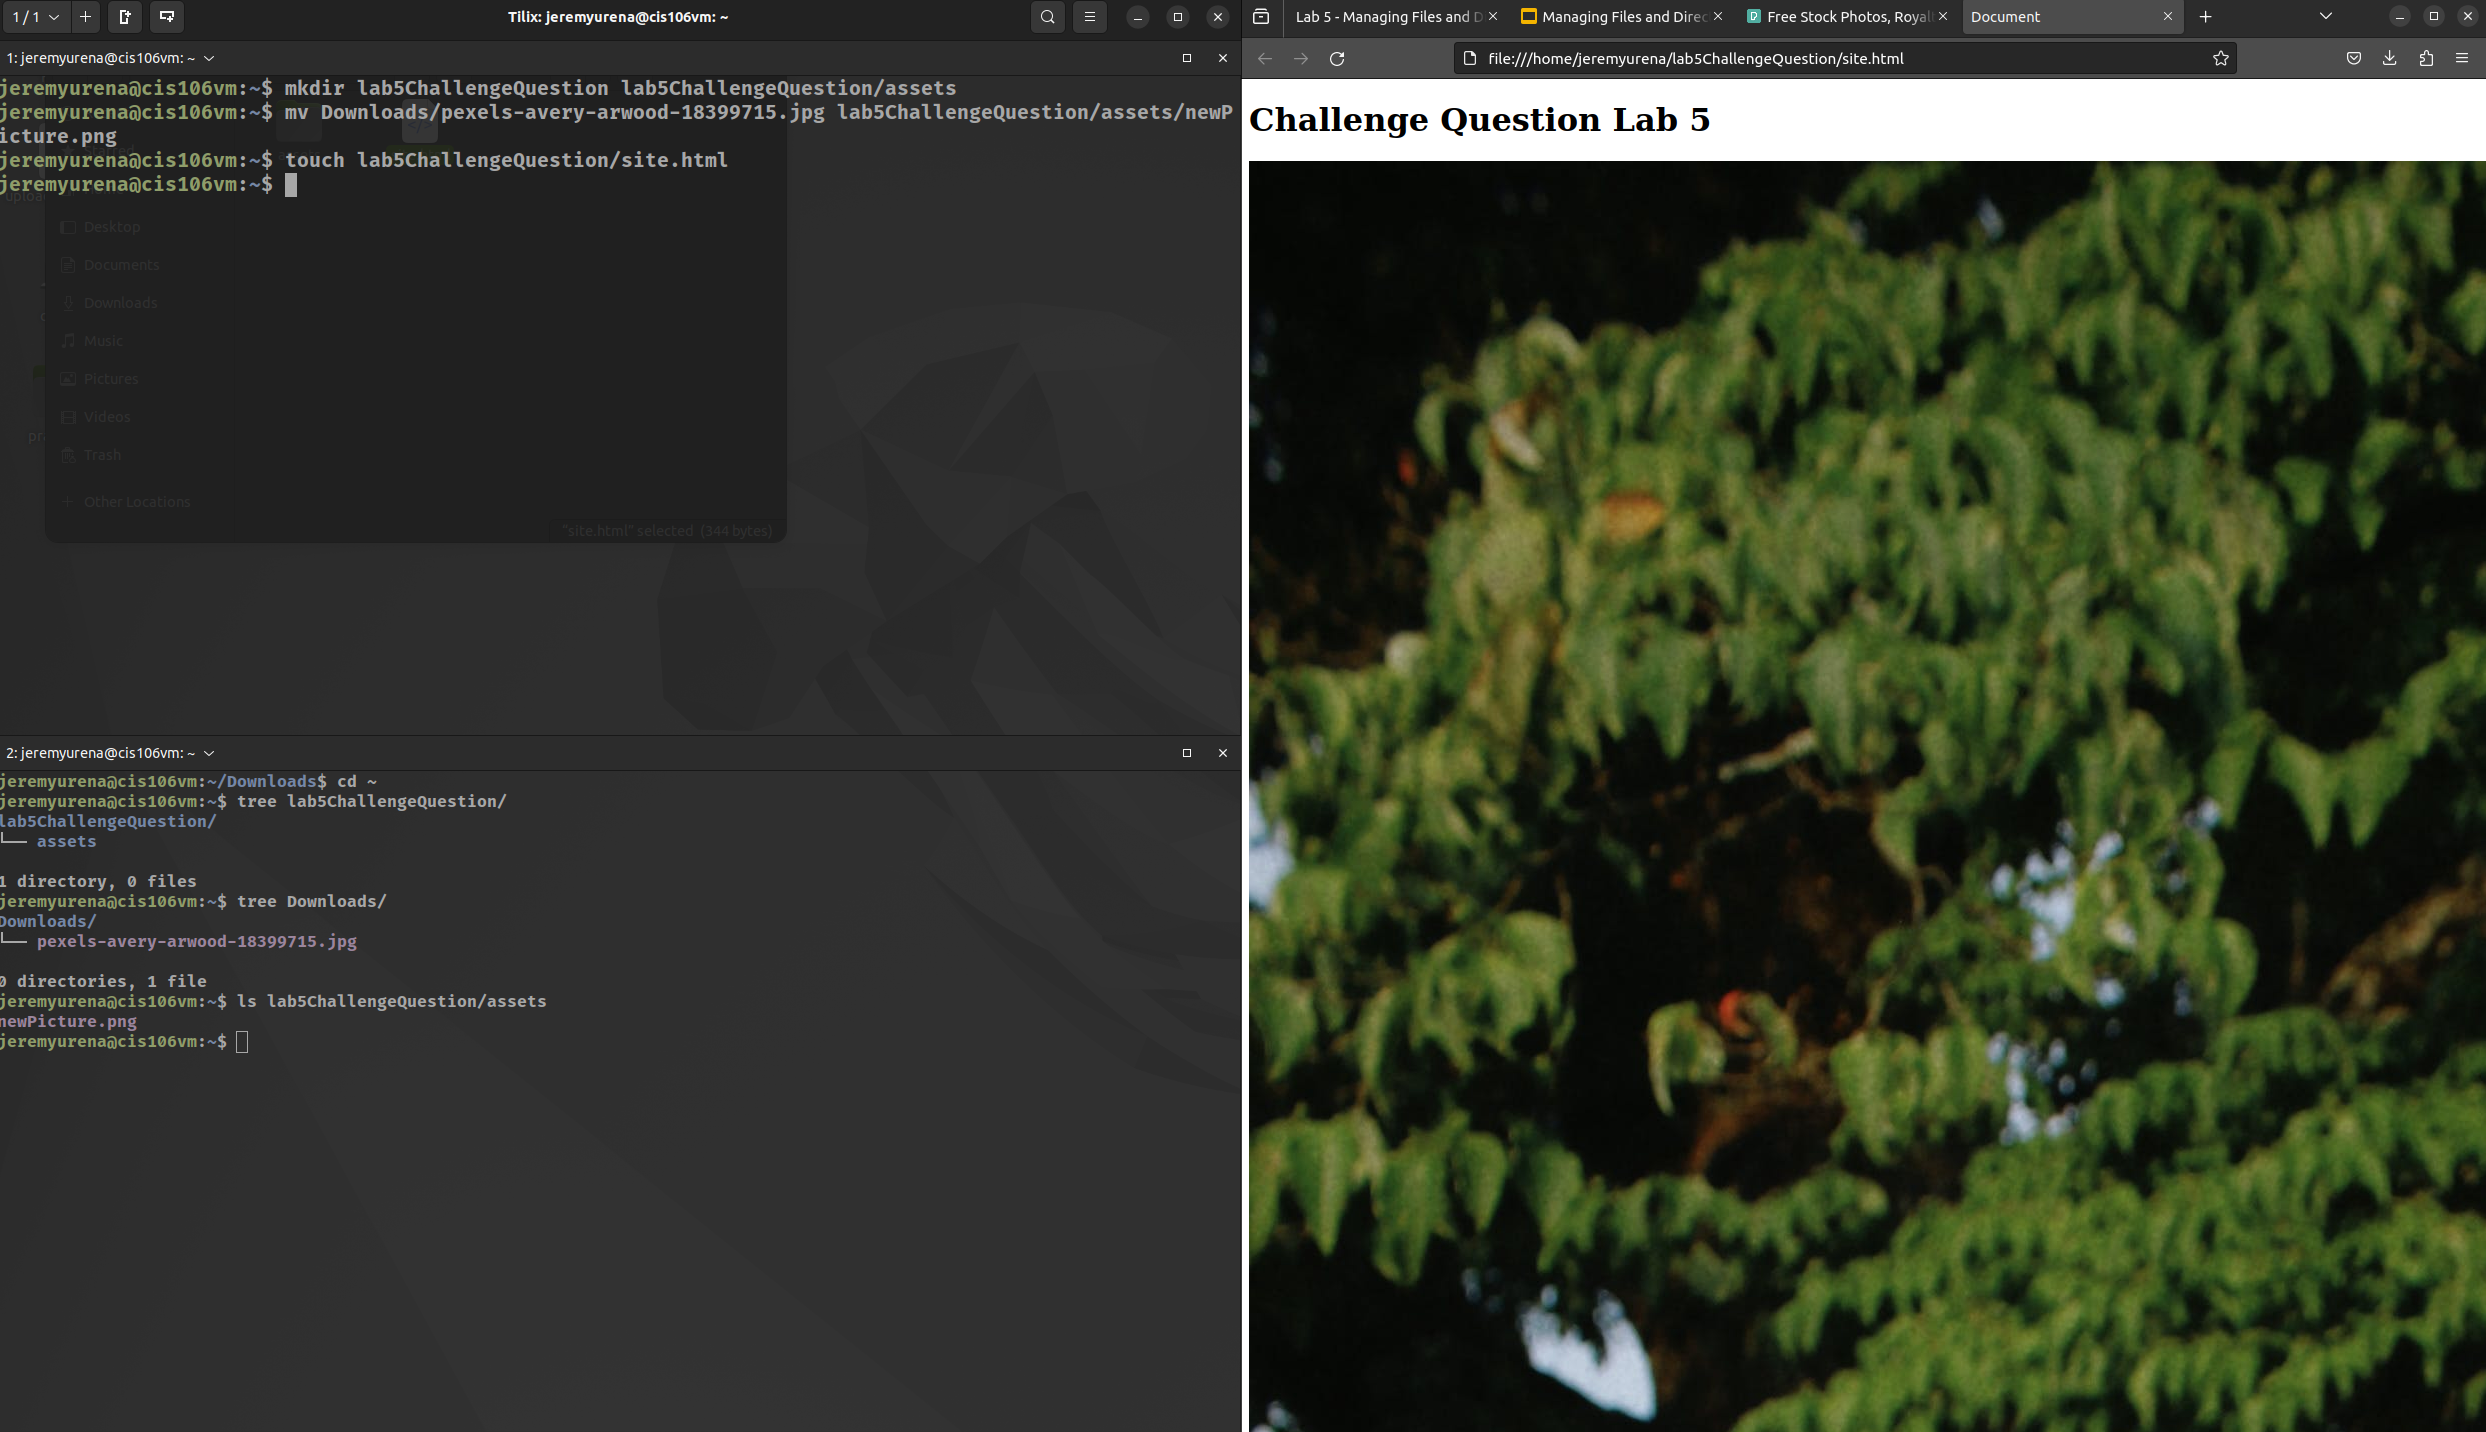 1 / 1
Tilix: jeremyurena@cis106vm: ~
1: jeremyurena@cis106vm: ~
jeremyurena@cis106vm:~$ mkdir lab5ChallengeQuestion lab5ChallengeQuestion/assets
jeremyurena@cis106vm:~$ mv Downloads/pexels-avery-arwood-18399715.jpg lab5ChallengeQuestion/assets/newP
icture.png
jeremyurena@cis106vm:~$ touch lab5ChallengeQuestion/site.html
jeremyurena@cis106vm:~$
Starred
Desktop
Documents
Downloads
Music
Pictures
Videos
Trash
Other Locations
"site.html" selected (344 bytes)
2: jeremyurena@cis106vm: ~
jeremyurena@cis106vm:~/Downloads$ cd ~
jeremyurena@cis106vm:~$ tree lab5ChallengeQuestion/
lab5ChallengeQuestion/
└── assets
1 directory, 0 files
jeremyurena@cis106vm:~$ tree Downloads/
Downloads/
└── pexels-avery-arwood-18399715.jpg
0 directories, 1 file
jeremyurena@cis106vm:~$ ls lab5ChallengeQuestion/assets
newPicture.png
jeremyurena@cis106vm:~$
Lab 5 - Managing Files and D
Managing Files and Direc
Free Stock Photos, Royal
Document
file:///home/jeremyurena/lab5ChallengeQuestion/site.html
Challenge Question Lab 5